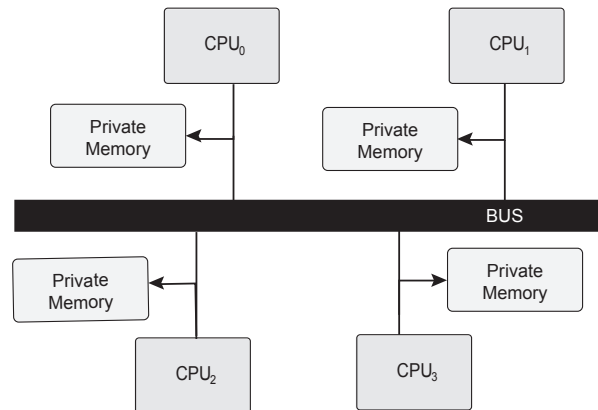 CPU₀
CPU₁
Private
Memory
Private
Memory
BUS
Private
Memory
Private
Memory
CPU₂
CPU₃